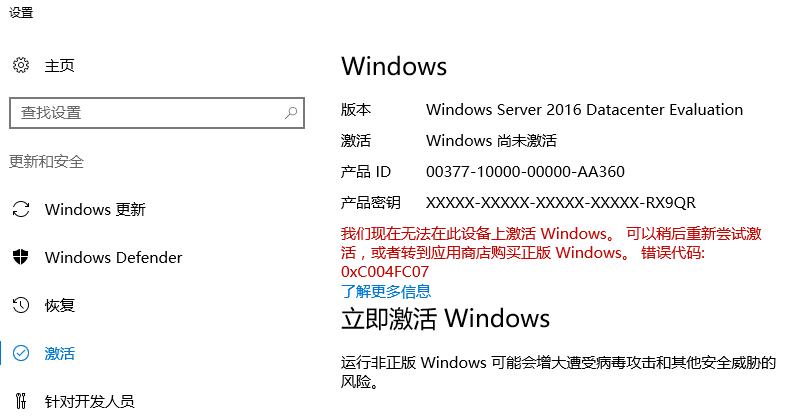 设置
主页
查找设置
更新和安全
Windows 更新
Windows Defender
恢复
激活
针对开发人员
Windows
版本 Windows Server 2016 Datacenter Evaluation
激活 Windows 尚未激活
产品 ID 00377-10000-00000-AA360
产品密钥 XXXXX-XXXXX-XXXXX-XXXXX-RX9QR
我们现在无法在此设备上激活 Windows。 可以稍后重新尝试激
活，或者转到应用商店购买正版 Windows。 错误代码:
0xC004FC07
了解更多信息
立即激活 Windows
运行非正版 Windows 可能会增大遭受病毒攻击和其他安全威胁的
风险。